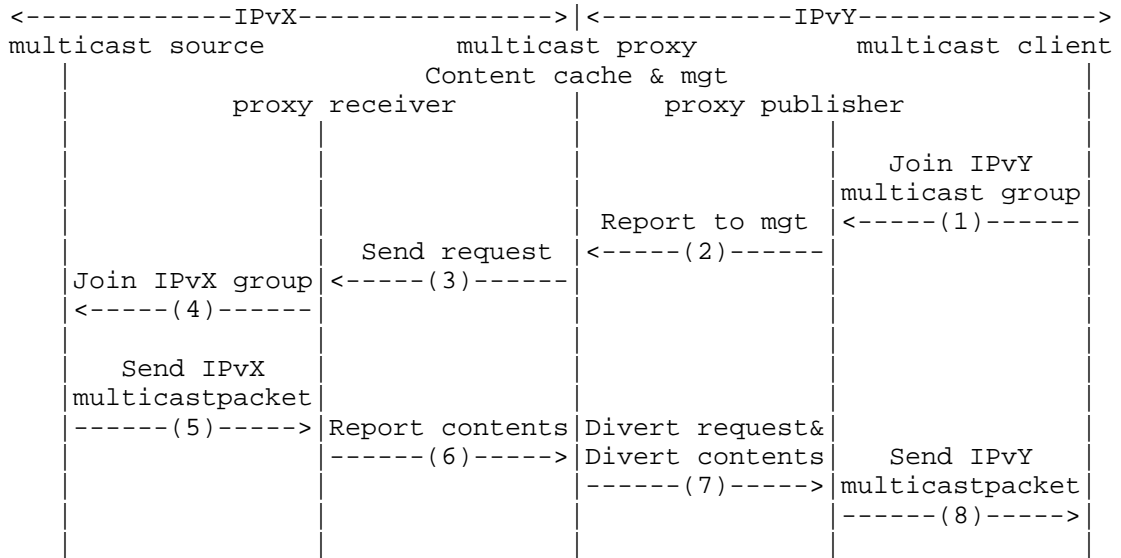 <-------------IPvX--------------->|<------------IPvY--------------->
multicast source multicast proxy multicast client
Content cache & mgt
proxy receiver proxy publisher
Join IPvY
multicast group
Report to mgt <-----(1)------
Send request <-----(2)------
Join IPvX group <-----(3)------
<-----(4)------
Send IPvX
multicastpacket
------(5)-----> Report contents Divert request&
------(6)-----> Divert contents Send IPvY
------(7)-----> multicastpacket
------(8)----->